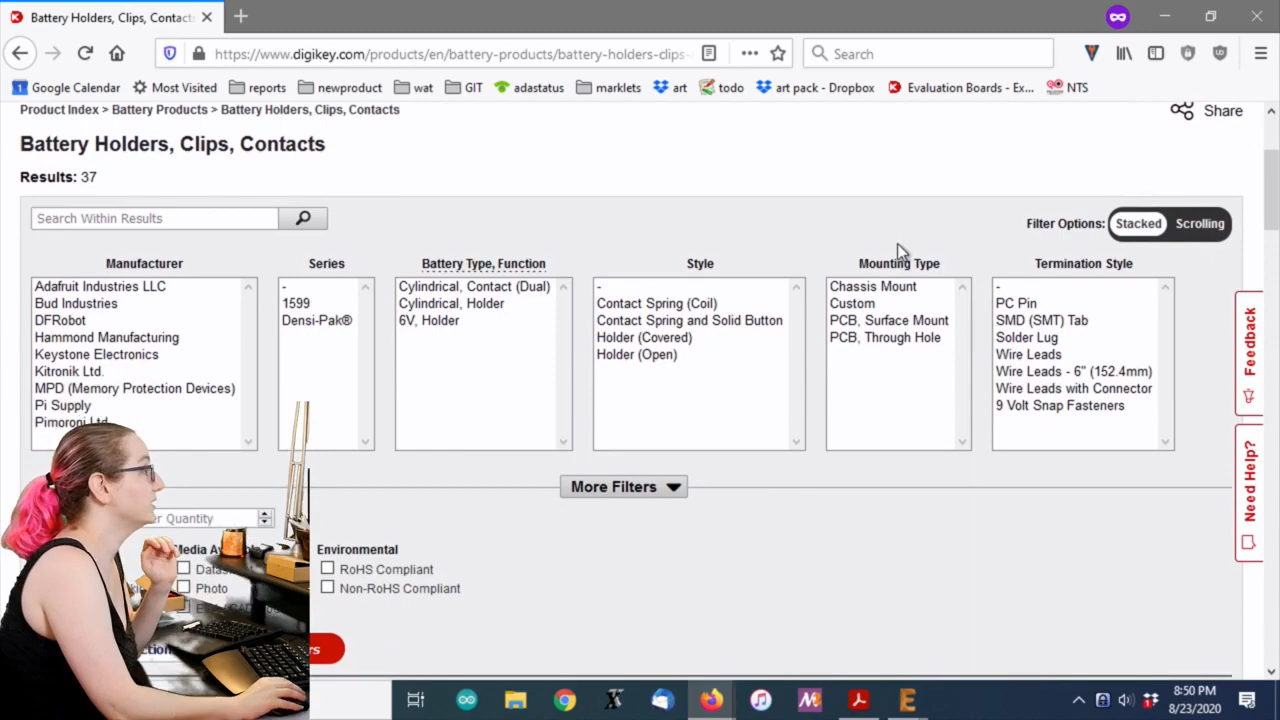 Battery Holders, Clips, Contacts
https://www.digikey.com/products/en/battery-products/battery-holders-clips-
Search
Google Calendar Most Visited reports newproduct wat GIT adastatus marklets art todo art pack - Dropbox Evaluation Boards - Ex... NTS
Product Index > Battery Products > Battery Holders, Clips, Contacts
Share
Battery Holders, Clips, Contacts
Results: 37
Search Within Results
Filter Options: Stacked Scrolling
Manufacturer
Adafruit Industries LLC
Bud Industries
DFRobot
Hammond Manufacturing
Keystone Electronics
Kitronik Ltd.
MPD (Memory Protection Devices)
Pi Supply
Pimoroni Ltd
Series
-
1599
Densi-Pak®
Battery Type, Function
Cylindrical, Contact (Dual)
Cylindrical, Holder
6V, Holder
Style
-
Contact Spring (Coil)
Contact Spring and Solid Button
Holder (Covered)
Holder (Open)
Mounting Type
Chassis Mount
Custom
PCB, Surface Mount
PCB, Through Hole
Termination Style
-
PC Pin
SMD (SMT) Tab
Solder Lug
Wire Leads
Wire Leads - 6" (152.4mm)
Wire Leads with Connector
9 Volt Snap Fasteners
Feedback
Need Help?
More Filters
Quantity
Environmental
RoHS Compliant
Photo
Non-RoHS Compliant
8:50 PM
8/23/2020